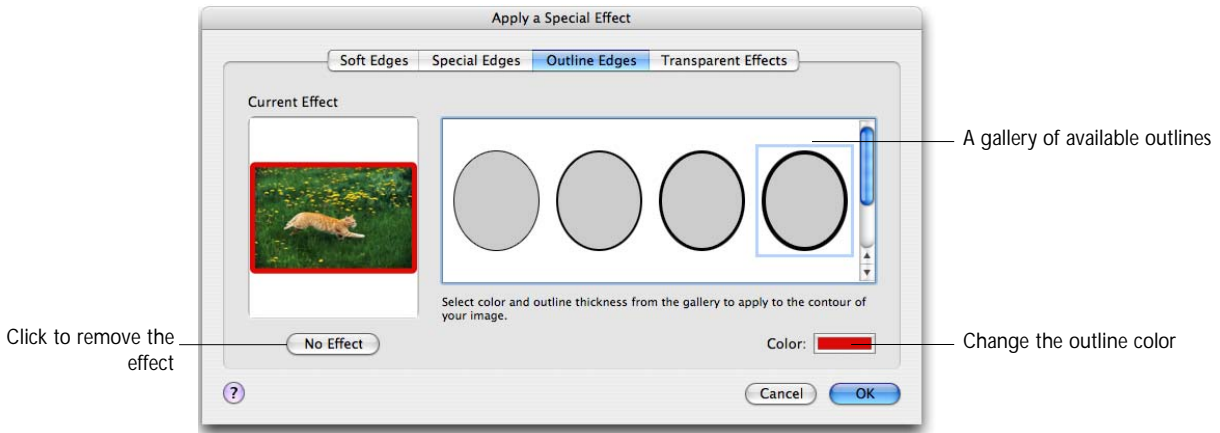 Apply a Special Effect
Soft Edges Special Edges Outline Edges Transparent Effects
Current Effect
A gallery of available outlines
Select color and outline thickness from the gallery to apply to the contour of
your image.
Click to remove the
effect
No Effect
Color:
Change the outline color
?
Cancel OK